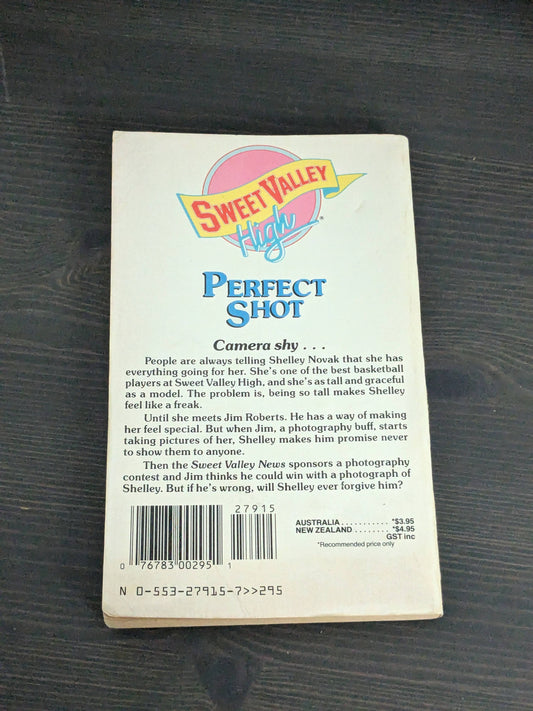 SWEET VALLEY
High®
PERFECT
SHOT
Camera shy . . .
People are always telling Shelley Novak that she has
everything going for her. She's one of the best basketball
players at Sweet Valley High, and she's as tall and graceful
as a model. The problem is, being so tall makes Shelley
feel like a freak.
Until she meets Jim Roberts. He has a way of making
her feel special. But when Jim, a photography buff, starts
taking pictures of her, Shelley makes him promise never
to show them to anyone.
Then the Sweet Valley News sponsors a photography
contest and Jim thinks he could win with a photograph of
Shelley. But if he's wrong, will Shelley ever forgive him?
27915
AUSTRALIA . . . . . . . . . . . *$3.95
NEW ZEALAND . . . . . . . . *$4.95
GST inc
*Recommended price only
0 76783 00295 1
N 0-553-27915-7>>295